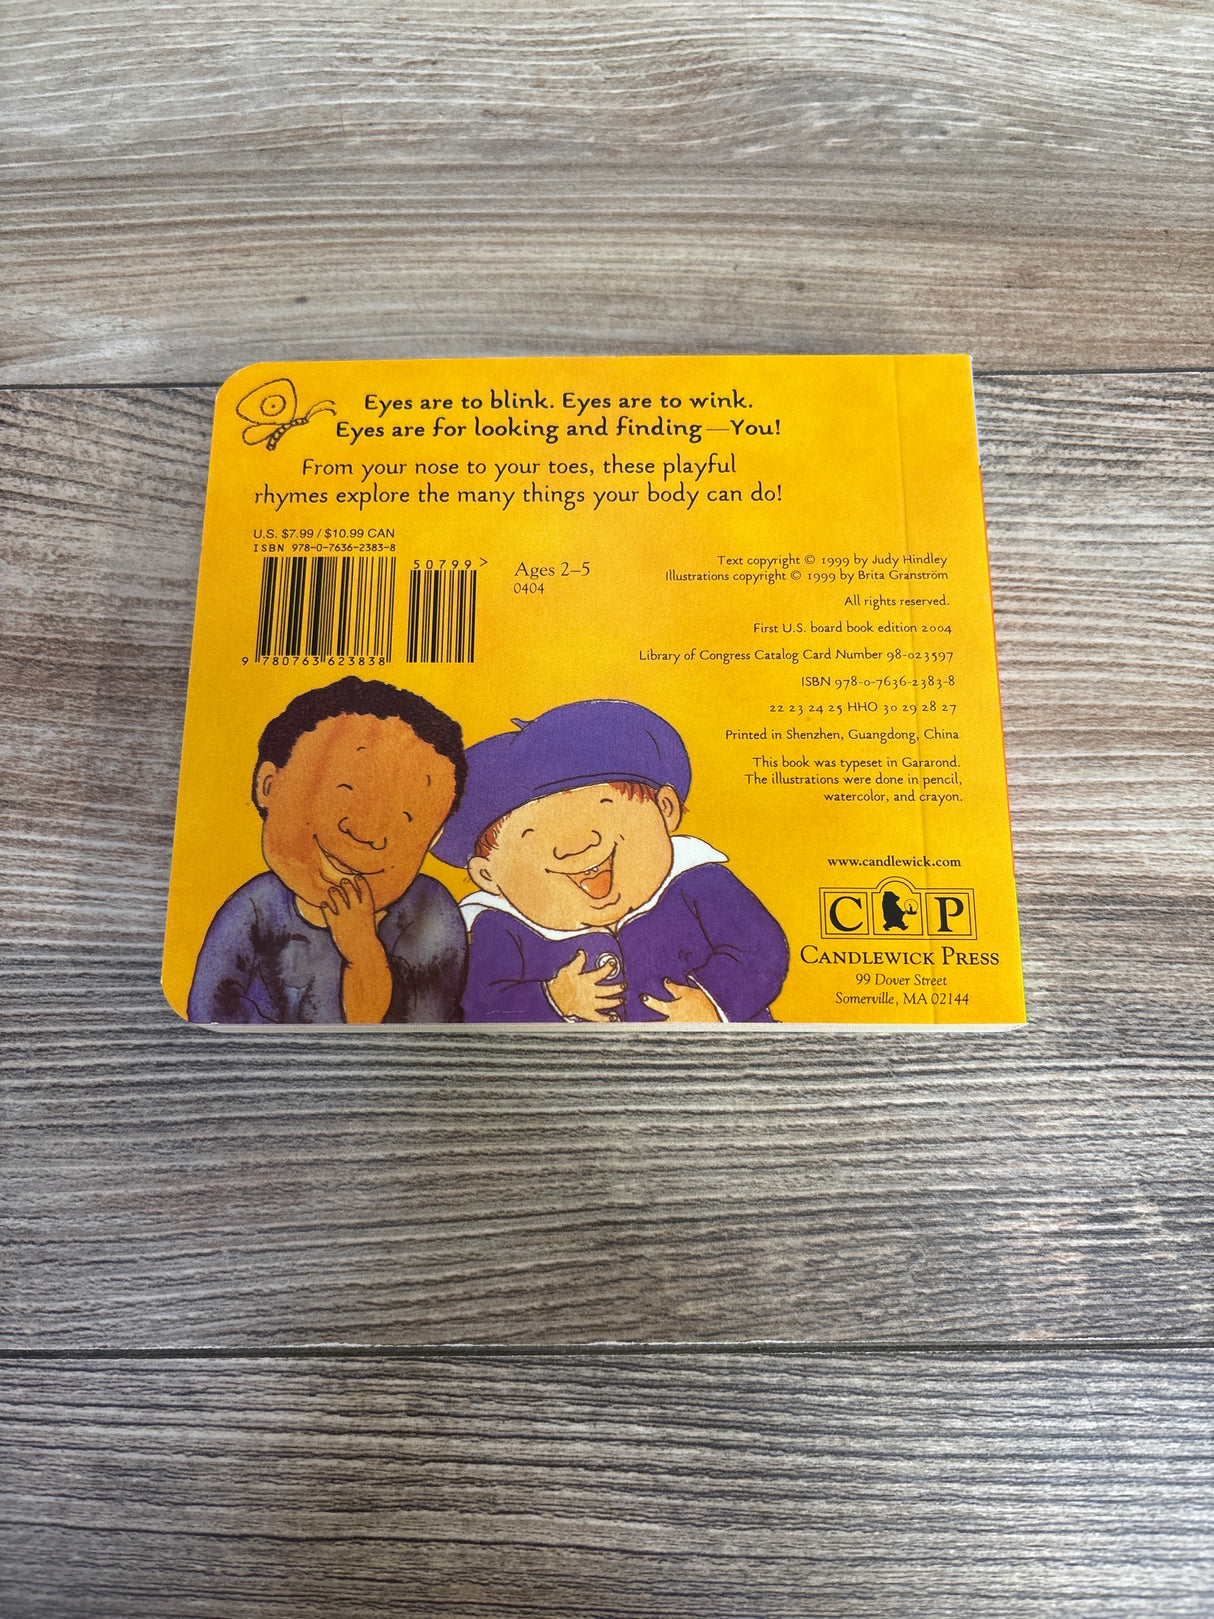 Eyes are to blink. Eyes are to wink.
Eyes are for looking and finding—You!
From your nose to your toes, these playful
rhymes explore the many things your body can do!
U.S. $7.99 / $10.99 CAN
ISBN 978-0-7636-2383-8
50799>
9 780763 623838
Ages 2–5
0404
Text copyright © 1999 by Judy Hindley
Illustrations copyright © 1999 by Brita Granström
All rights reserved.
First U.S. board book edition 2004
Library of Congress Catalog Card Number 98-023597
ISBN 978-0-7636-2383-8
22 23 24 25 HHO 30 29 28 27
Printed in Shenzhen, Guangdong, China
This book was typeset in Gararond.
The illustrations were done in pencil,
watercolor, and crayon.
www.candlewick.com
C P
CANDLEWICK PRESS
99 Dover Street
Somerville, MA 02144